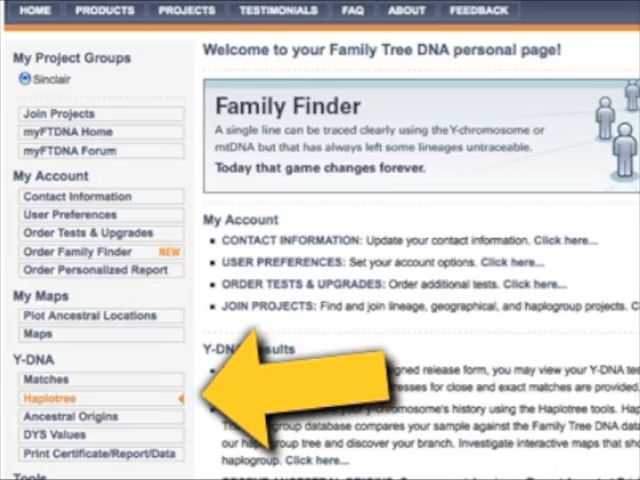 HOME PRODUCTS PROJECTS TESTIMONIALS FAQ ABOUT FEEDBACK
My Project Groups
Sinclair
Join Projects
myFTDNA Home
myFTDNA Forum
My Account
Contact Information
User Preferences
Order Tests & Upgrades
Order Family Finder NEW
Order Personalized Report
My Maps
Plot Ancestral Locations
Maps
Y-DNA
Matches
Haplotree
Ancestral Origins
DYS Values
Print Certificate/Report/Data
Tools
Welcome to your Family Tree DNA personal page!
Family Finder
A single line can be traced clearly using the Y-chromosome or
mtDNA but that has always left some lineages untraceable.
Today that game changes forever.
My Account
CONTACT INFORMATION: Update your contact information. Click here...
USER PREFERENCES: Set your account options. Click here...
ORDER TESTS & UPGRADES: Order additional tests. Click here...
JOIN PROJECTS: Find and join lineage, geographical, and haplogroup projects. C
Y-DNA Results
gned release form, you may view your Y-DNA tes
resses for close and exact matches are provided.
your y-chromosome's history using the Haplotree tools. Hap
group database compares your sample against the Family Tree DNA data
our group tree and discover your branch. Investigate interactive maps that sho
haplogroup. Click here...